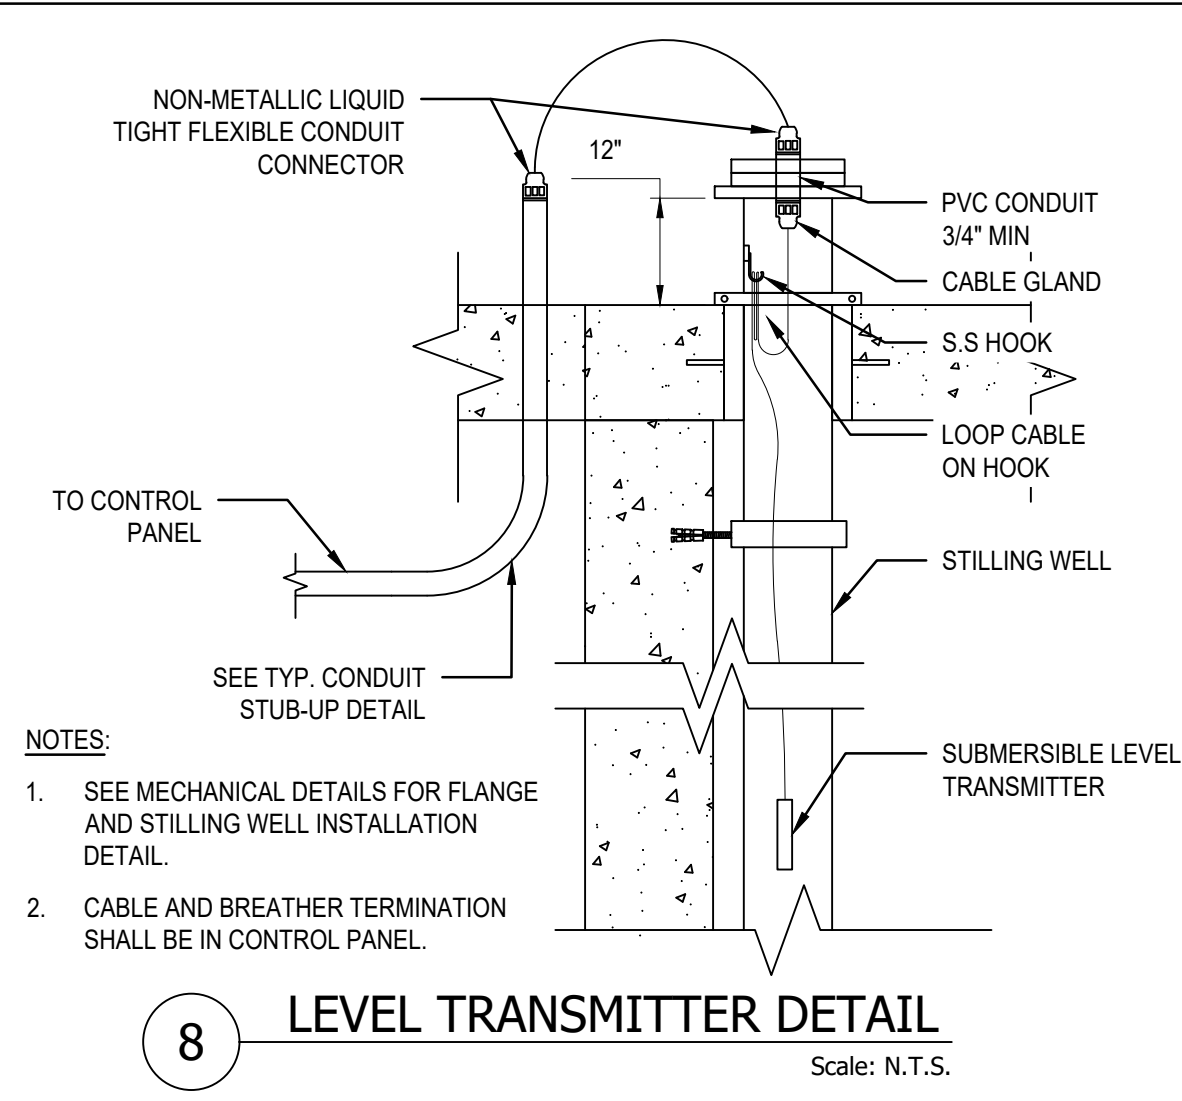 NON-METALLIC LIQUID
TIGHT FLEXIBLE CONDUIT
CONNECTOR
12"
PVC CONDUIT
3/4" MIN
CABLE GLAND
S.S HOOK
LOOP CABLE
ON HOOK
TO CONTROL
PANEL
STILLING WELL
SEE TYP. CONDUIT
STUB-UP DETAIL
SUBMERSIBLE LEVEL
TRANSMITTER
NOTES:
1. SEE MECHANICAL DETAILS FOR FLANGE
AND STILLING WELL INSTALLATION
DETAIL.
2. CABLE AND BREATHER TERMINATION
SHALL BE IN CONTROL PANEL.
8
LEVEL TRANSMITTER DETAIL
Scale: N.T.S.